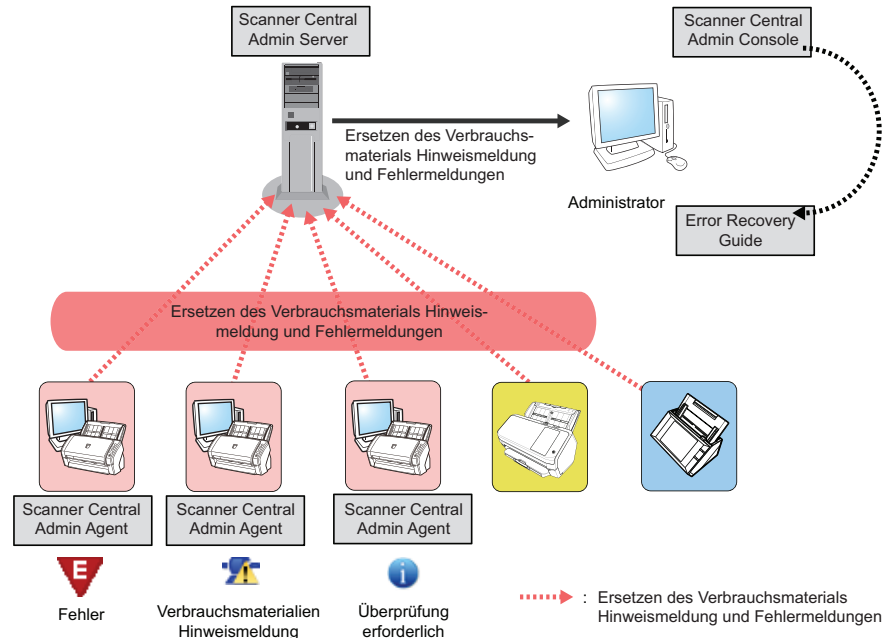 Scanner Central
Admin Server
Scanner Central
Admin Console
Ersetzen des Verbrauchs-
materials Hinweismeldung
und Fehlermeldungen
Administrator
Error Recovery
Guide
Ersetzen des Verbrauchsmaterials Hinweis-
meldung und Fehlermeldungen
Scanner Central
Admin Agent
Scanner Central
Admin Agent
Scanner Central
Admin Agent
E
Fehler
Verbrauchsmaterialien
Hinweismeldung
i
Überprüfung
erforderlich
: Ersetzen des Verbrauchsmaterials
Hinweismeldung und Fehlermeldungen